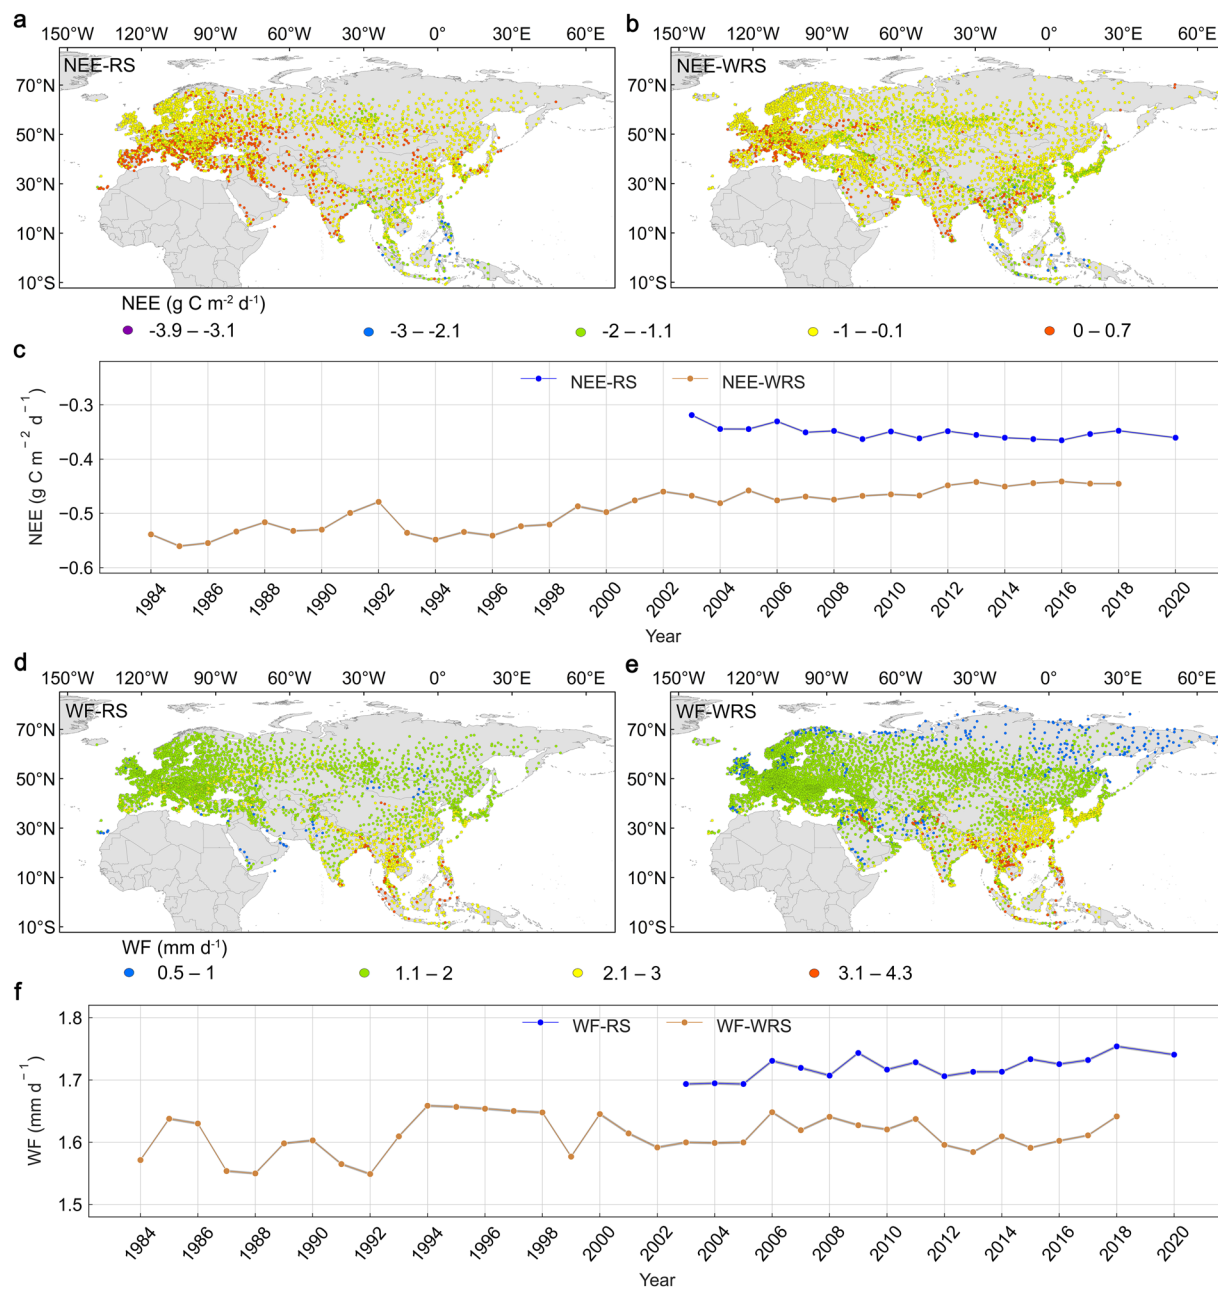 a
b
150°W 120°W 90°W 60°W 30°W 0° 30°E 60°E
150°W 120°W 90°W 60°W 30°W 0° 30°E 60°E
NEE-RS
NEE-WRS
70°N
50°N
30°N
10°N
10°S
70°N
50°N
30°N
10°N
10°S
NEE (g C m-2 d-1)
-3.9 – -3.1
-3 – -2.1
-2 – -1.1
-1 – -0.1
0 – 0.7
c
NEE-RS
NEE-WRS
NEE (g C m−2 d−1)
−0.3
−0.4
−0.5
−0.6
1984 1986 1988 1990 1992 1994 1996 1998 2000 2002 2004 2006 2008 2010 2012 2014 2016 2018 2020
Year
d
e
150°W 120°W 90°W 60°W 30°W 0° 30°E 60°E
150°W 120°W 90°W 60°W 30°W 0° 30°E 60°E
WF-RS
WF-WRS
70°N
50°N
30°N
10°N
10°S
70°N
50°N
30°N
10°N
10°S
WF (mm d-1)
0.5 – 1
1.1 – 2
2.1 – 3
3.1 – 4.3
f
WF-RS
WF-WRS
WF (mm d−1)
1.8
1.7
1.6
1.5
1984 1986 1988 1990 1992 1994 1996 1998 2000 2002 2004 2006 2008 2010 2012 2014 2016 2018 2020
Year